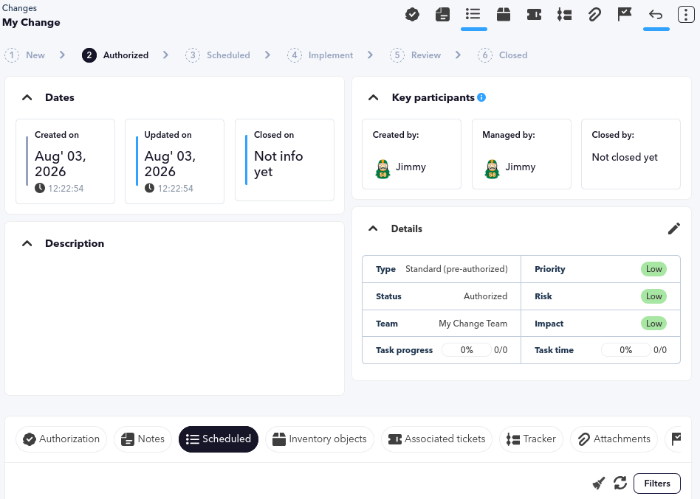 Changes
My Change
1 New 2 Authorized 3 Scheduled 4 Implement 5 Review 6 Closed
Dates
Created on
Aug' 03, 2026
12:22:54
Updated on
Aug' 03, 2026
12:22:54
Closed on
Not info yet
Key participants
Created by:
Jimmy
Managed by:
Jimmy
Closed by:
Not closed yet
Description
Details
Type Standard (pre-authorized) Priority Low
Status Authorized Risk Low
Team My Change Team Impact Low
Task progress 0% 0/0 Task time 0% 0/0
Authorization Notes Scheduled Inventory objects Associated tickets Tracker Attachments
Filters